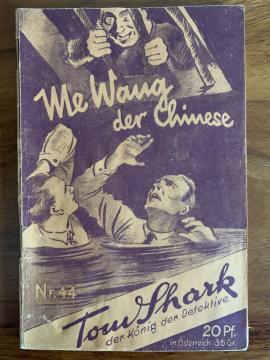 Me Wang
der Chinese
Nr. 44
Tom Shark
der König der Detektive
20 Pf.
in Österreich 36 Gr.